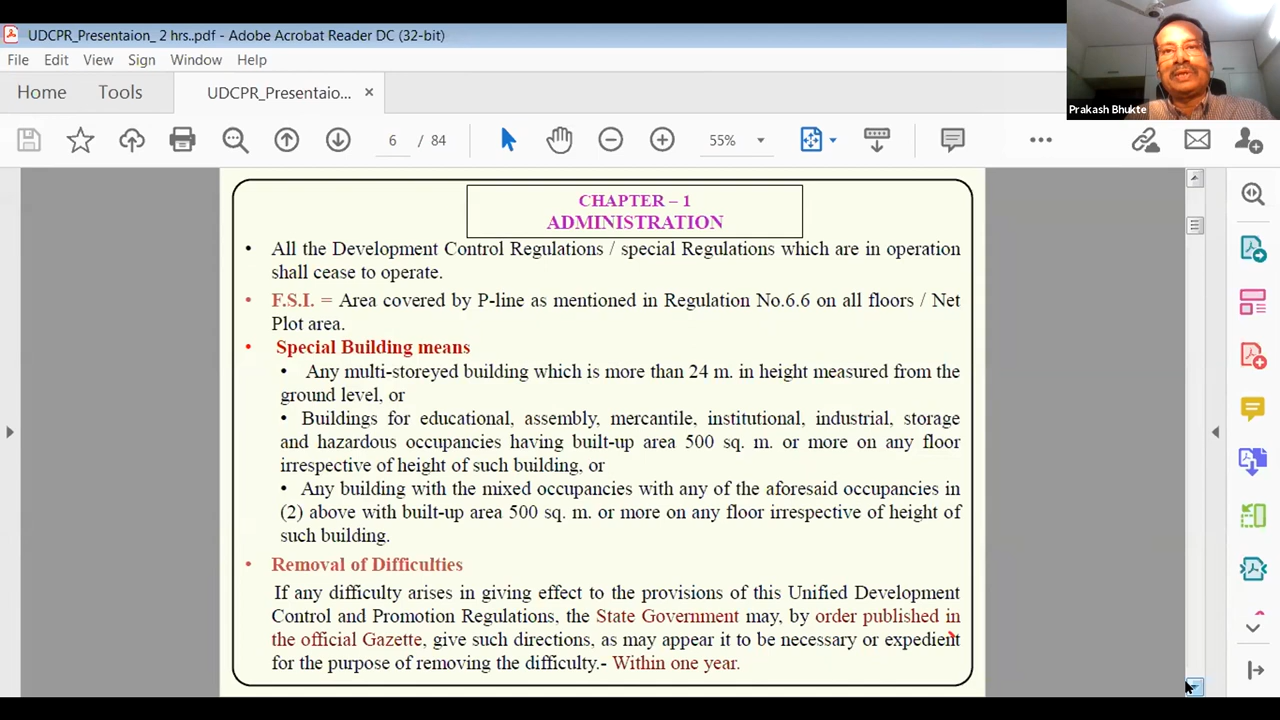 UDCPR_Presentaion_ 2 hrs..pdf - Adobe Acrobat Reader DC (32-bit)
File Edit View Sign Window Help
Home Tools UDCPR_Presentaio... ×
6 / 84 55%
Prakash Bhukte
CHAPTER – 1
ADMINISTRATION
• All the Development Control Regulations / special Regulations which are in operation
shall cease to operate.
• F.S.I. = Area covered by P-line as mentioned in Regulation No.6.6 on all floors / Net
Plot area.
• Special Building means
• Any multi-storeyed building which is more than 24 m. in height measured from the
ground level, or
• Buildings for educational, assembly, mercantile, institutional, industrial, storage
and hazardous occupancies having built-up area 500 sq. m. or more on any floor
irrespective of height of such building, or
• Any building with the mixed occupancies with any of the aforesaid occupancies in
(2) above with built-up area 500 sq. m. or more on any floor irrespective of height of
such building.
• Removal of Difficulties
If any difficulty arises in giving effect to the provisions of this Unified Development
Control and Promotion Regulations, the State Government may, by order published in
the official Gazette, give such directions, as may appear it to be necessary or expedient
for the purpose of removing the difficulty.- Within one year.